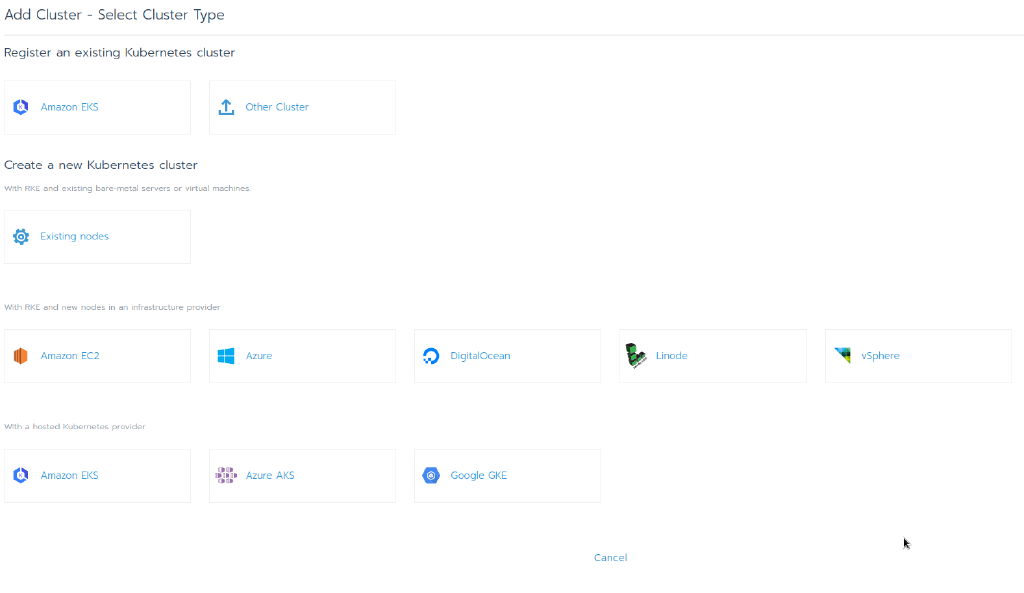 Add Cluster - Select Cluster Type
Register an existing Kubernetes cluster
Amazon EKS
Other Cluster
Create a new Kubernetes cluster
With RKE and existing bare-metal servers or virtual machines.
Existing nodes
With RKE and new nodes in an infrastructure provider
Amazon EC2
Azure
DigitalOcean
Linode
vSphere
With a hosted Kubernetes provider
Amazon EKS
Azure AKS
Google GKE
Cancel